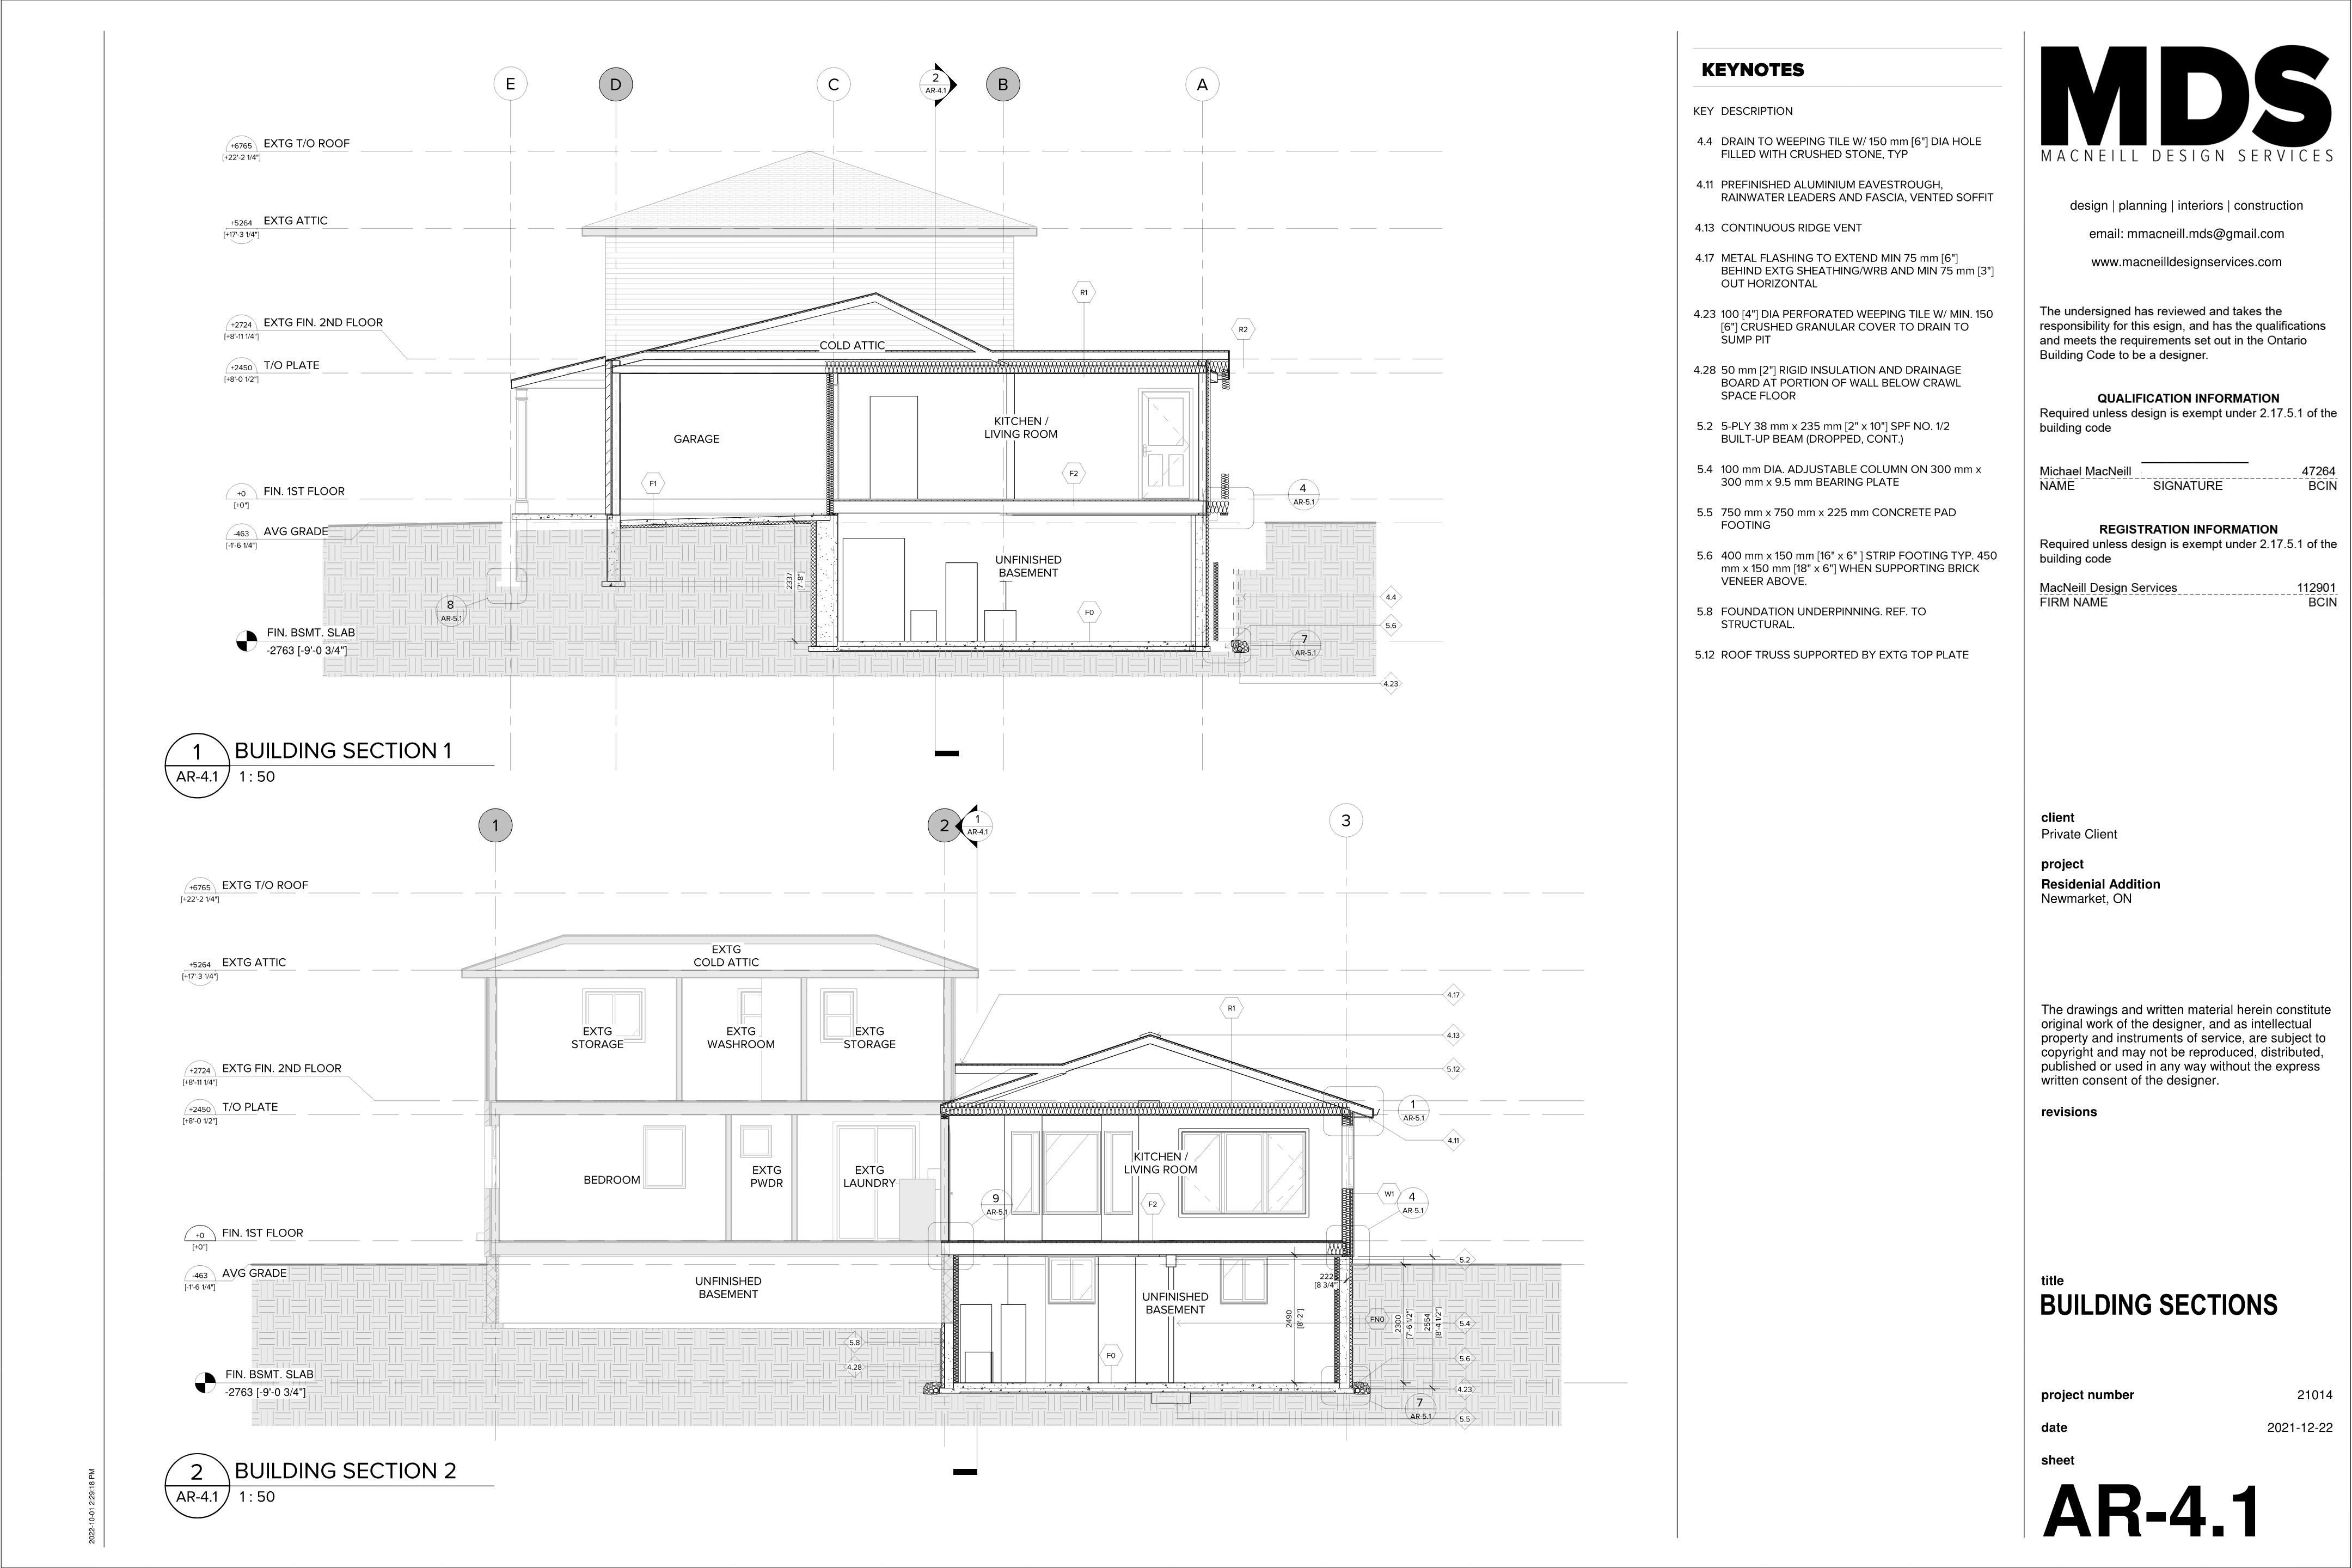 E
D
C
2
AR-4.1
B
A
+6765
[+22'-2 1/4"]
EXTG T/O ROOF
+5264
[+17'-3 1/4"]
EXTG ATTIC
+2724
[+8'-11 1/4"]
EXTG FIN. 2ND FLOOR
+2450
[+8'-0 1/2"]
T/O PLATE
+0
[+0"]
FIN. 1ST FLOOR
-463
[-1'-6 1/4"]
AVG GRADE
FIN. BSMT. SLAB
-2763 [-9'-0 3/4"]
R1
R2
COLD ATTIC
GARAGE
KITCHEN /
LIVING ROOM
F1
F2
4
AR-5.1
UNFINISHED
BASEMENT
2337
[7'-8"]
8
AR-5.1
F0
4.4
5.6
7
AR-5.1
4.23
1
AR-4.1
BUILDING SECTION 1
1 : 50
1
2
1
AR-4.1
3
+6765
[+22'-2 1/4"]
EXTG T/O ROOF
+5264
[+17'-3 1/4"]
EXTG ATTIC
+2724
[+8'-11 1/4"]
EXTG FIN. 2ND FLOOR
+2450
[+8'-0 1/2"]
T/O PLATE
+0
[+0"]
FIN. 1ST FLOOR
-463
[-1'-6 1/4"]
AVG GRADE
FIN. BSMT. SLAB
-2763 [-9'-0 3/4"]
EXTG
COLD ATTIC
EXTG
STORAGE
EXTG
WASHROOM
EXTG
STORAGE
4.17
R1
4.13
5.12
1
AR-5.1
4.11
BEDROOM
EXTG
PWDR
EXTG
LAUNDRY
KITCHEN /
LIVING ROOM
9
AR-5.1
F2
W1
4
AR-5.1
UNFINISHED
BASEMENT
UNFINISHED
BASEMENT
222
[8 3/4"]
5.2
2490
[8'-2"]
FN0
2300
[7'-6 1/2"]
2554
[8'-4 1/2"]
5.4
5.8
4.28
F0
5.6
4.23
7
AR-5.1
5.5
2
AR-4.1
BUILDING SECTION 2
1 : 50
2022-10-01 2:29:18 PM
KEYNOTES
KEY DESCRIPTION
4.4 DRAIN TO WEEPING TILE W/ 150 mm [6"] DIA HOLE
FILLED WITH CRUSHED STONE, TYP
4.11 PREFINISHED ALUMINIUM EAVESTROUGH,
RAINWATER LEADERS AND FASCIA, VENTED SOFFIT
4.13 CONTINUOUS RIDGE VENT
4.17 METAL FLASHING TO EXTEND MIN 75 mm [6"]
BEHIND EXTG SHEATHING/WRB AND MIN 75 mm [3"]
OUT HORIZONTAL
4.23 100 [4"] DIA PERFORATED WEEPING TILE W/ MIN. 150
[6"] CRUSHED GRANULAR COVER TO DRAIN TO
SUMP PIT
4.28 50 mm [2"] RIGID INSULATION AND DRAINAGE
BOARD AT PORTION OF WALL BELOW CRAWL
SPACE FLOOR
5.2 5-PLY 38 mm x 235 mm [2" x 10"] SPF NO. 1/2
BUILT-UP BEAM (DROPPED, CONT.)
5.4 100 mm DIA. ADJUSTABLE COLUMN ON 300 mm x
300 mm x 9.5 mm BEARING PLATE
5.5 750 mm x 750 mm x 225 mm CONCRETE PAD
FOOTING
5.6 400 mm x 150 mm [16" x 6" ] STRIP FOOTING TYP. 450
mm x 150 mm [18" x 6"] WHEN SUPPORTING BRICK
VENEER ABOVE.
5.8 FOUNDATION UNDERPINNING. REF. TO
STRUCTURAL.
5.12 ROOF TRUSS SUPPORTED BY EXTG TOP PLATE
MDS
MACNEILL DESIGN SERVICES
design | planning | interiors | construction
email: mmacneill.mds@gmail.com
www.macneilldesignservices.com
The undersigned has reviewed and takes the
responsibility for this esign, and has the qualifications
and meets the requirements set out in the Ontario
Building Code to be a designer.
QUALIFICATION INFORMATION
Required unless design is exempt under 2.17.5.1 of the
building code
Michael MacNeill 47264
NAME SIGNATURE BCIN
REGISTRATION INFORMATION
Required unless design is exempt under 2.17.5.1 of the
building code
MacNeill Design Services 112901
FIRM NAME BCIN
client
Private Client
project
Residenial Addition
Newmarket, ON
The drawings and written material herein constitute
original work of the designer, and as intellectual
property and instruments of service, are subject to
copyright and may not be reproduced, distributed,
published or used in any way without the express
written consent of the designer.
revisions
title
BUILDING SECTIONS
project number 21014
date 2021-12-22
sheet
AR-4.1